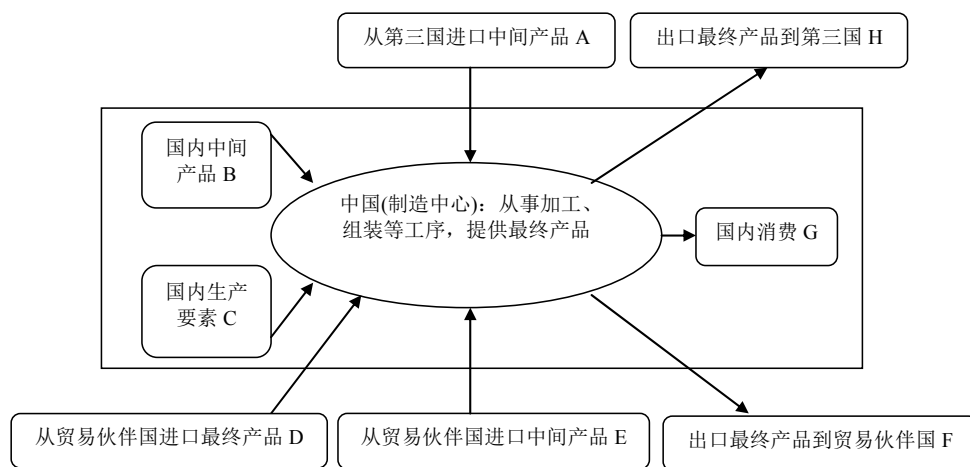 从第三国进口中间产品 A
出口最终产品到第三国 H
国内中间
产品 B
中国(制造中心)：从事加工、
组装等工序，提供最终产品
国内消费 G
国内生产
要素 C
从贸易伙伴国进口最终产品 D
从贸易伙伴国进口中间产品 E
出口最终产品到贸易伙伴国 F